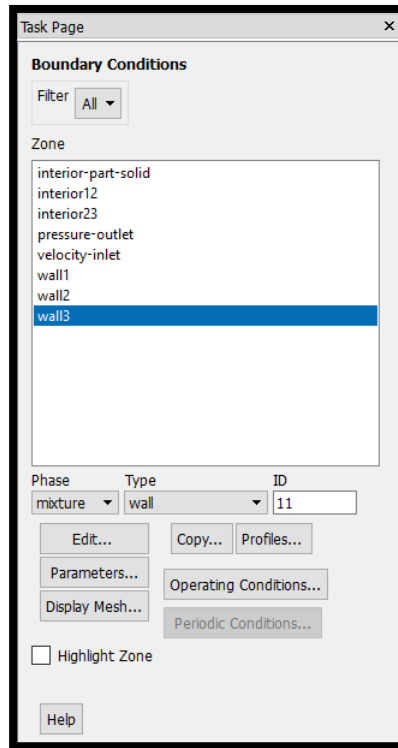 Task Page ×
Boundary Conditions
Filter All
Zone
interior-part-solid
interior12
interior23
pressure-outlet
velocity-inlet
wall1
wall2
wall3
Phase Type ID
mixture wall 11
Edit... Copy... Profiles...
Parameters... Operating Conditions...
Display Mesh... Periodic Conditions...
Highlight Zone
Help